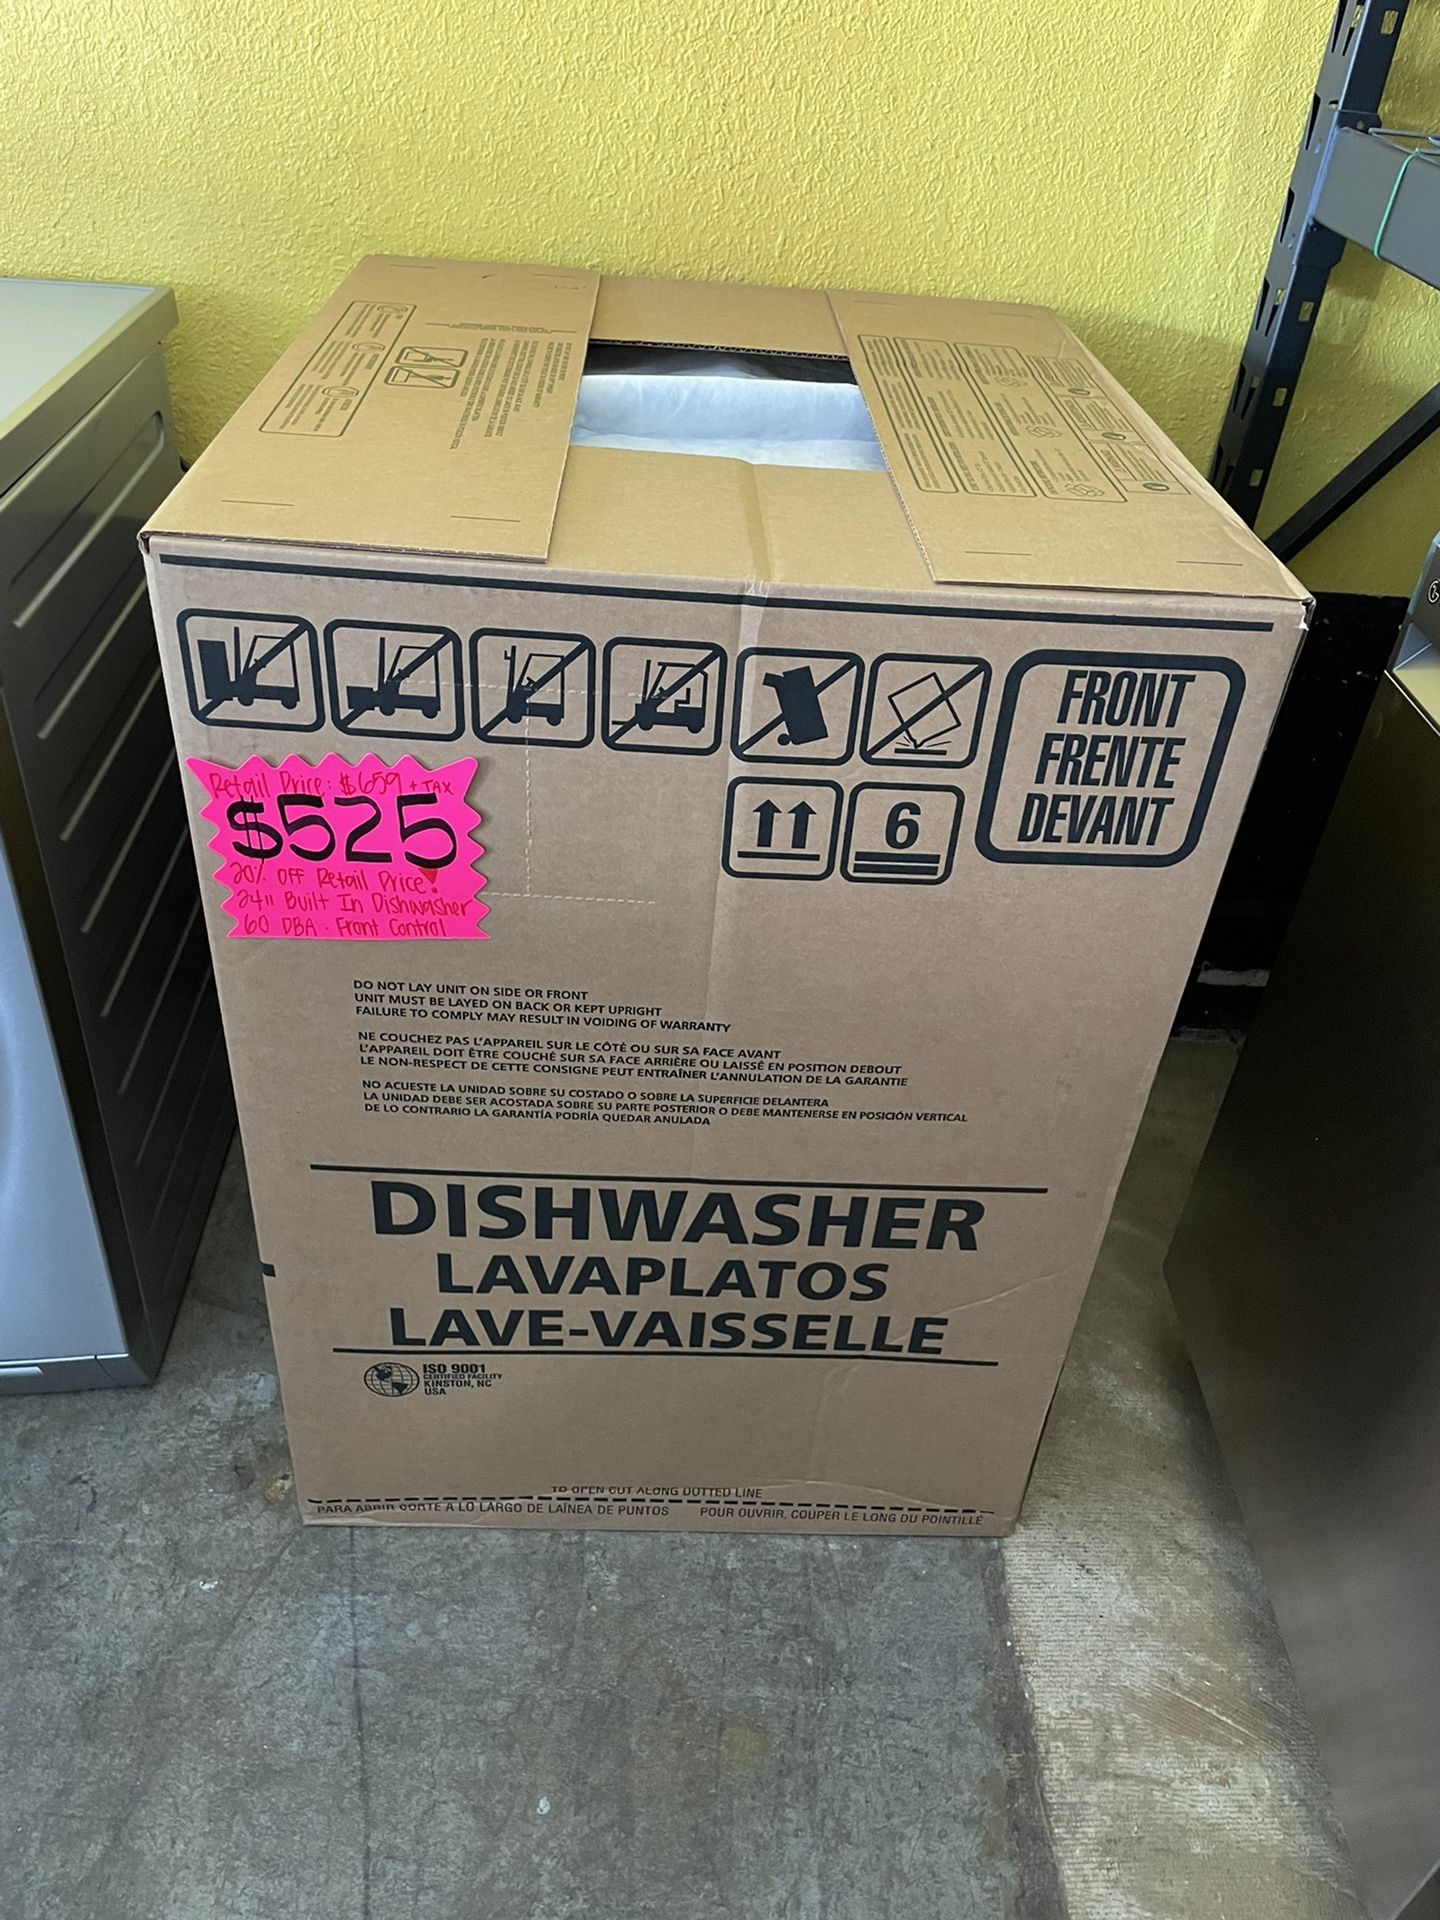 FRONT
FRENTE
DEVANT
6
Retail Price: $659 + TAX
$525
20% OFF Retail Price!
24" Built In Dishwasher
60 DBA - Front Control
DO NOT LAY UNIT ON SIDE OR FRONT
UNIT MUST BE LAYED ON BACK OR KEPT UPRIGHT
FAILURE TO COMPLY MAY RESULT IN VOIDING OF WARRANTY
NE COUCHEZ PAS L'APPAREIL SUR LE CÔTÉ OU SUR SA FACE AVANT
L'APPAREIL DOIT ÊTRE COUCHÉ SUR SA FACE ARRIÈRE OU LAISSÉ EN POSITION DEBOUT
LE NON-RESPECT DE CETTE CONSIGNE PEUT ENTRAÎNER L'ANNULATION DE LA GARANTIE
NO ACUESTE LA UNIDAD SOBRE SU COSTADO O SOBRE LA SUPERFICIE DELANTERA
LA UNIDAD DEBE SER ACOSTADA SOBRE SU PARTE POSTERIOR O DEBE MANTENERSE EN POSICIÓN VERTICAL
DE LO CONTRARIO LA GARANTÍA PODRÍA QUEDAR ANULADA
DISHWASHER
LAVAPLATOS
LAVE-VAISSELLE
ISO 9001
CERTIFIED FACILITY
KINSTON, NC
USA
TO OPEN CUT ALONG DOTTED LINE
PARA ABRIR CORTE A LO LARGO DE LAÍNEA DE PUNTOS
POUR OUVRIR, COUPER LE LONG DU POINTILLÉ